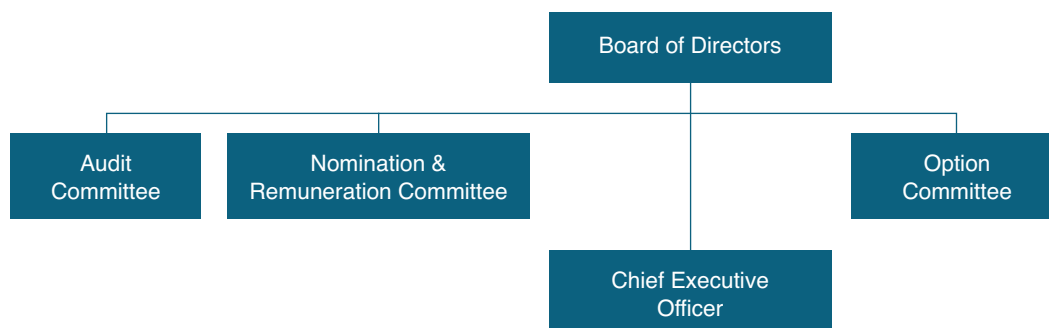 Board of Directors
Audit
Committee
Nomination &
Remuneration Committee
Option
Committee
Chief Executive
Officer